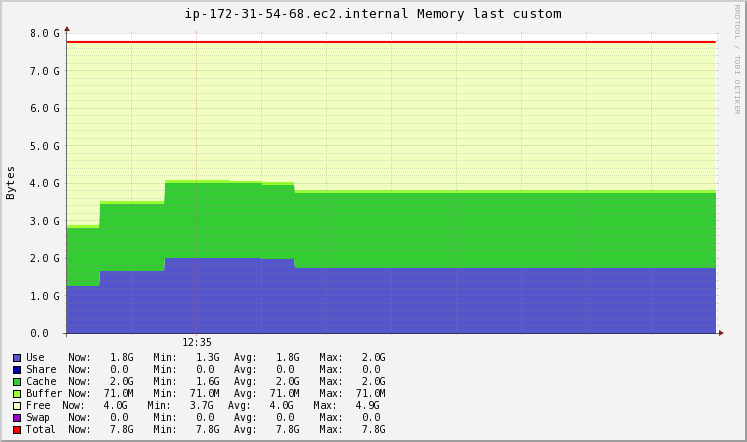 ip-172-31-54-68.ec2.internal Memory last custom
RRDTOOL / TOBI OETIKER
Bytes
8.0 G
7.0 G
6.0 G
5.0 G
4.0 G
3.0 G
2.0 G
1.0 G
0.0
12:35
Use Now: 1.8G Min: 1.3G Avg: 1.8G Max: 2.0G
Share Now: 0.0 Min: 0.0 Avg: 0.0 Max: 0.0
Cache Now: 2.0G Min: 1.6G Avg: 2.0G Max: 2.0G
Buffer Now: 71.0M Min: 71.0M Avg: 71.0M Max: 71.0M
Free Now: 4.0G Min: 3.7G Avg: 4.0G Max: 4.9G
Swap Now: 0.0 Min: 0.0 Avg: 0.0 Max: 0.0
Total Now: 7.8G Min: 7.8G Avg: 7.8G Max: 7.8G